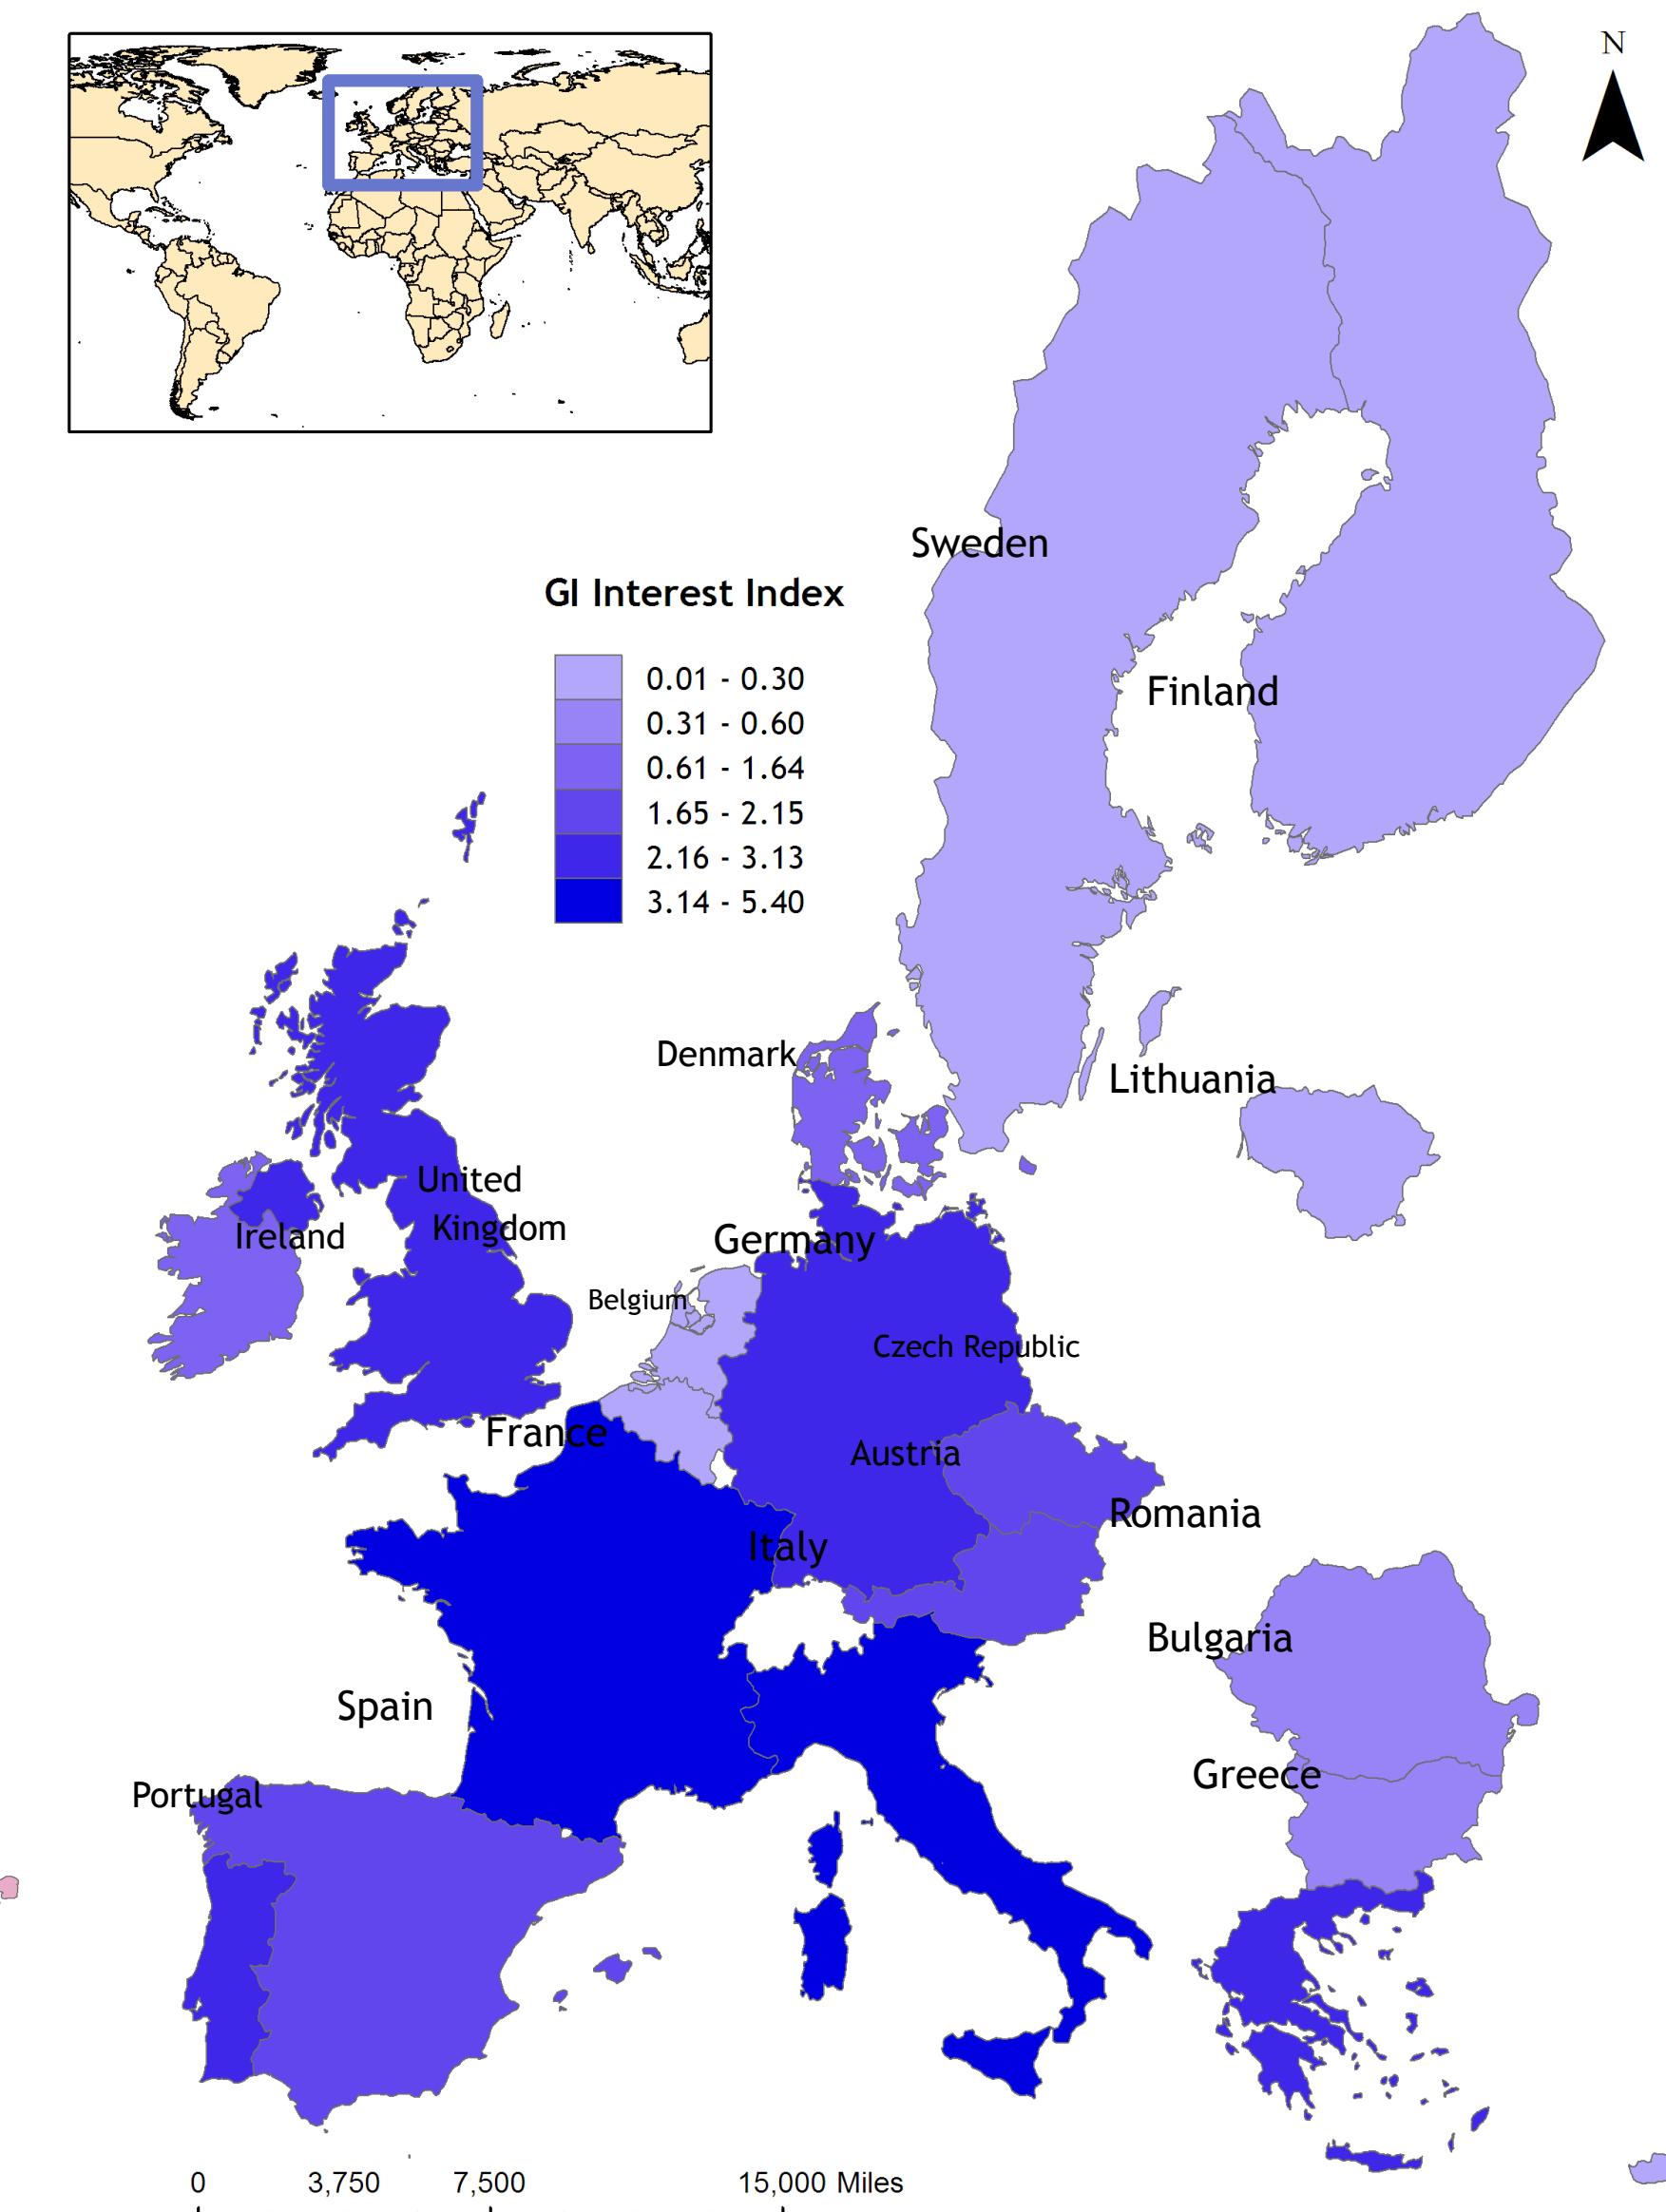 N
Sweden
GI Interest Index
0.01 - 0.30
0.31 - 0.60
0.61 - 1.64
1.65 - 2.15
2.16 - 3.13
3.14 - 5.40
Finland
Denmark
Lithuania
United
Kingdom
Ireland
Germany
Belgium
Czech Republic
France
Austria
Romania
Italy
Bulgaria
Spain
Greece
Portugal
0 3,750 7,500 15,000 Miles